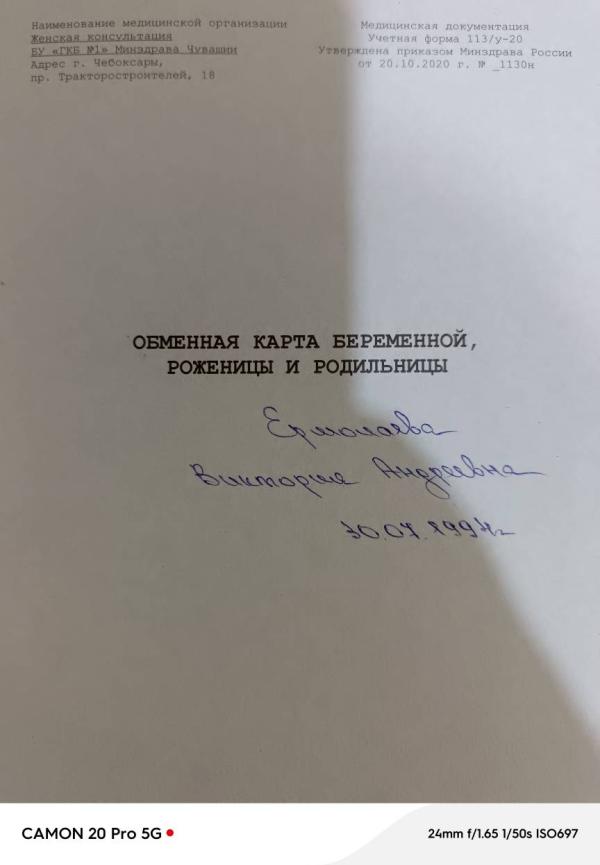 Наименование медицинской организации
Женская консультация
БУ «ГКБ №1» Минздрава Чувашии
Адрес г. Чебоксары,
пр. Тракторостроителей, 18
Медицинская документация
Учетная форма 113/у-20
Утверждена приказом Минздрава России
от 20.10.2020 г. № _1130н
ОБМЕННАЯ КАРТА БЕРЕМЕННОЙ,
РОЖЕНИЦЫ И РОДИЛЬНИЦЫ
Ермолаева
Виктория Андреевна
30.07.1994г
CAMON 20 Pro 5G
24mm f/1.65 1/50s ISO697